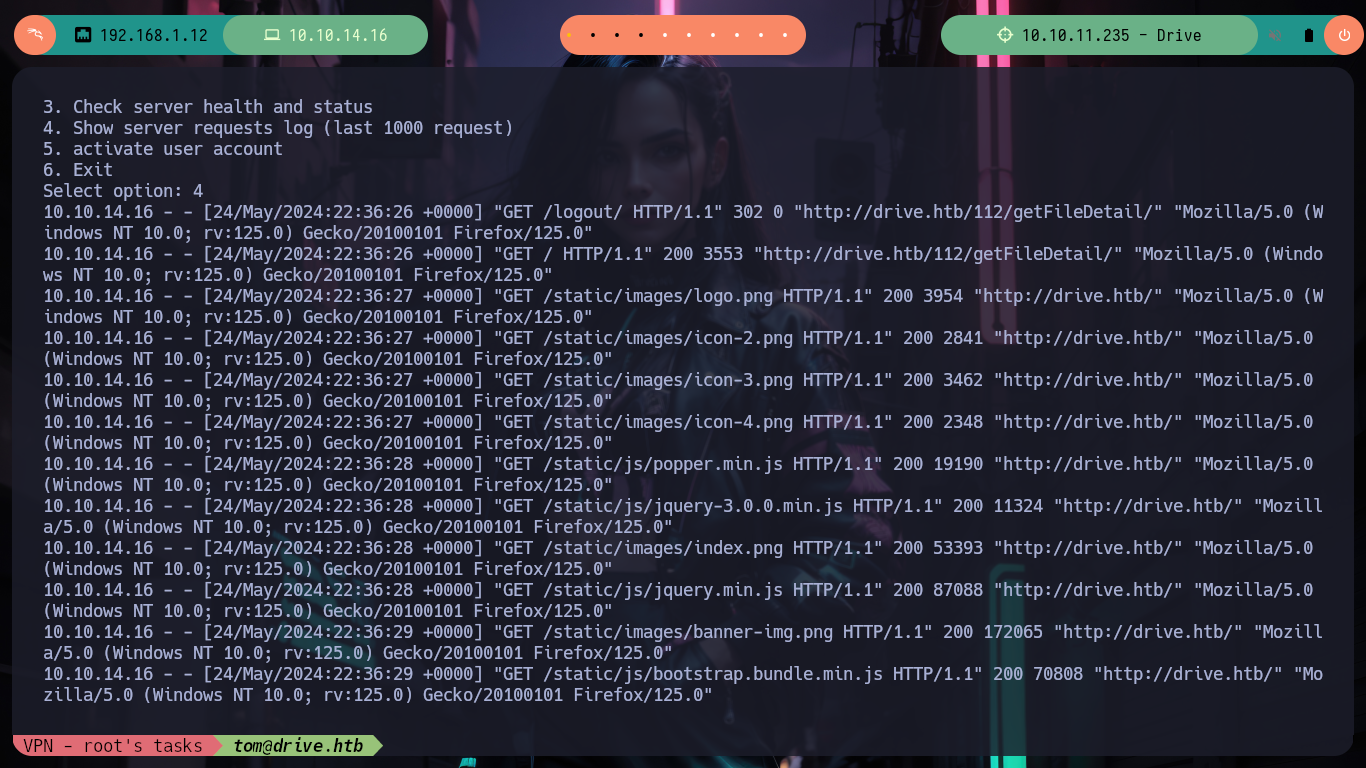 192.168.1.12
10.10.14.16
10.10.11.235 - Drive
3. Check server health and status
4. Show server requests log (last 1000 request)
5. activate user account
6. Exit
Select option: 4
10.10.14.16 - - [24/May/2024:22:36:26 +0000] "GET /logout/ HTTP/1.1" 302 0 "http://drive.htb/112/getFileDetail/" "Mozilla/5.0 (W
indows NT 10.0; rv:125.0) Gecko/20100101 Firefox/125.0"
10.10.14.16 - - [24/May/2024:22:36:26 +0000] "GET / HTTP/1.1" 200 3553 "http://drive.htb/112/getFileDetail/" "Mozilla/5.0 (Windo
ws NT 10.0; rv:125.0) Gecko/20100101 Firefox/125.0"
10.10.14.16 - - [24/May/2024:22:36:27 +0000] "GET /static/images/logo.png HTTP/1.1" 200 3954 "http://drive.htb/" "Mozilla/5.0 (W
indows NT 10.0; rv:125.0) Gecko/20100101 Firefox/125.0"
10.10.14.16 - - [24/May/2024:22:36:27 +0000] "GET /static/images/icon-2.png HTTP/1.1" 200 2841 "http://drive.htb/" "Mozilla/5.0
(Windows NT 10.0; rv:125.0) Gecko/20100101 Firefox/125.0"
10.10.14.16 - - [24/May/2024:22:36:27 +0000] "GET /static/images/icon-3.png HTTP/1.1" 200 3462 "http://drive.htb/" "Mozilla/5.0
(Windows NT 10.0; rv:125.0) Gecko/20100101 Firefox/125.0"
10.10.14.16 - - [24/May/2024:22:36:27 +0000] "GET /static/images/icon-4.png HTTP/1.1" 200 2348 "http://drive.htb/" "Mozilla/5.0
(Windows NT 10.0; rv:125.0) Gecko/20100101 Firefox/125.0"
10.10.14.16 - - [24/May/2024:22:36:28 +0000] "GET /static/js/popper.min.js HTTP/1.1" 200 19190 "http://drive.htb/" "Mozilla/5.0
(Windows NT 10.0; rv:125.0) Gecko/20100101 Firefox/125.0"
10.10.14.16 - - [24/May/2024:22:36:28 +0000] "GET /static/js/jquery-3.0.0.min.js HTTP/1.1" 200 11324 "http://drive.htb/" "Mozill
a/5.0 (Windows NT 10.0; rv:125.0) Gecko/20100101 Firefox/125.0"
10.10.14.16 - - [24/May/2024:22:36:28 +0000] "GET /static/images/index.png HTTP/1.1" 200 53393 "http://drive.htb/" "Mozilla/5.0
(Windows NT 10.0; rv:125.0) Gecko/20100101 Firefox/125.0"
10.10.14.16 - - [24/May/2024:22:36:28 +0000] "GET /static/js/jquery.min.js HTTP/1.1" 200 87088 "http://drive.htb/" "Mozilla/5.0
(Windows NT 10.0; rv:125.0) Gecko/20100101 Firefox/125.0"
10.10.14.16 - - [24/May/2024:22:36:29 +0000] "GET /static/images/banner-img.png HTTP/1.1" 200 172065 "http://drive.htb/" "Mozill
a/5.0 (Windows NT 10.0; rv:125.0) Gecko/20100101 Firefox/125.0"
10.10.14.16 - - [24/May/2024:22:36:29 +0000] "GET /static/js/bootstrap.bundle.min.js HTTP/1.1" 200 70808 "http://drive.htb/" "Mo
zilla/5.0 (Windows NT 10.0; rv:125.0) Gecko/20100101 Firefox/125.0"
VPN - root's tasks
tom@drive.htb